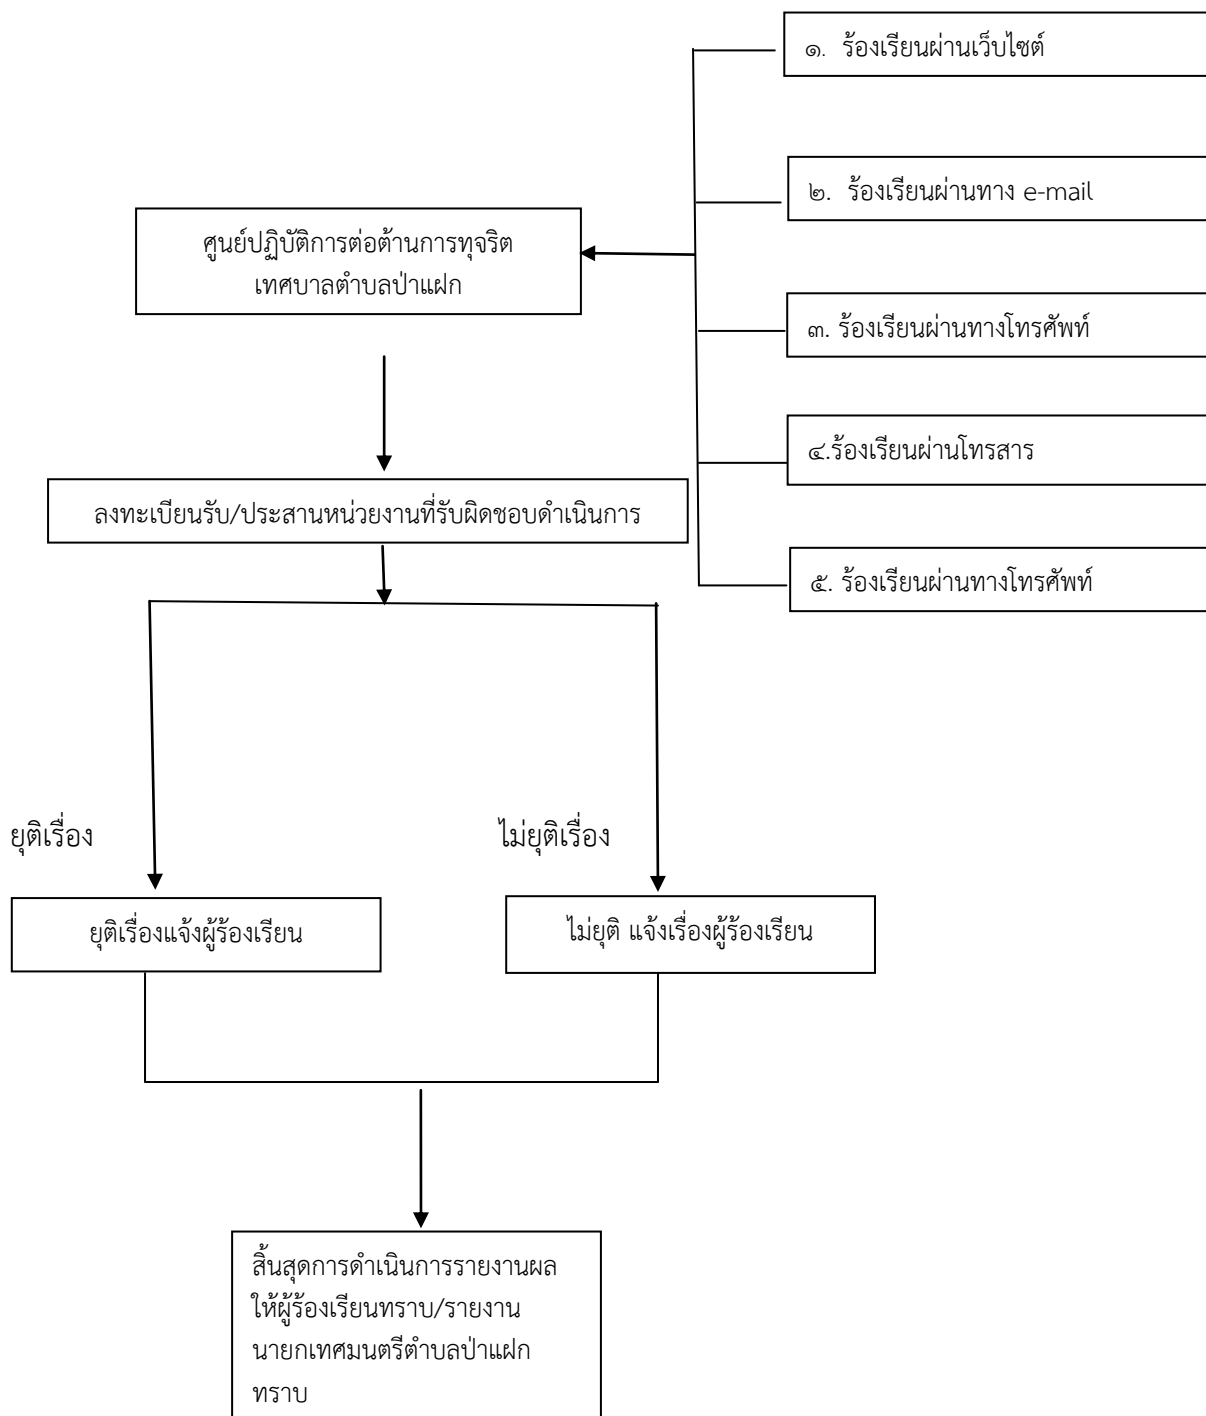 ๑.  ร้องเรียนผ่านเว็บไซต์
๒.  ร้องเรียนผ่านทาง e-mail
ศูนย์ปฏิบัติการต่อต้านการทุจริต
เทศบาลตำบลป่าแฝก
๓. ร้องเรียนผ่านทางโทรศัพท์
๔.ร้องเรียนผ่านโทรสาร
ลงทะเบียนรับ/ประสานหน่วยงานที่รับผิดชอบดำเนินการ
๕. ร้องเรียนผ่านทางโทรศัพท์
ยุติเรื่อง
ไม่ยุติเรื่อง
ยุติเรื่องแจ้งผู้ร้องเรียน
ไม่ยุติ แจ้งเรื่องผู้ร้องเรียน
สิ้นสุดการดำเนินการรายงานผล
ให้ผู้ร้องเรียนทราบ/รายงาน
นายกเทศมนตรีตำบลป่าแฝก
ทราบ